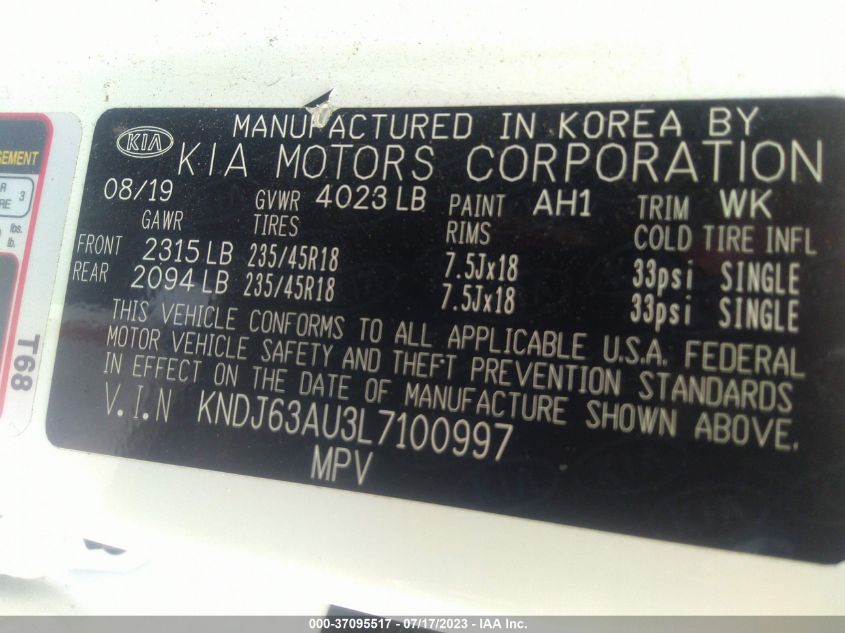 KIA
MANUFACTURED IN KOREA BY
KIA MOTORS CORPORATION
08/19 GVWR 4023 LB PAINT AH1 TRIM WK
GAWR TIRES RIMS COLD TIRE INFL
FRONT 2315 LB 235/45R18 7.5Jx18 33psi SINGLE
REAR 2094 LB 235/45R18 7.5Jx18 33psi SINGLE
THIS VEHICLE CONFORMS TO ALL APPLICABLE U.S.A. FEDERAL
MOTOR VEHICLE SAFETY AND THEFT PREVENTION STANDARDS
IN EFFECT ON THE DATE OF MANUFACTURE SHOWN ABOVE.
V.I.N KNDJ63AU3L7100997
MPV
3
lbs.
lb.
T68
000-37095517 - 07/17/2023 - IAA Inc.